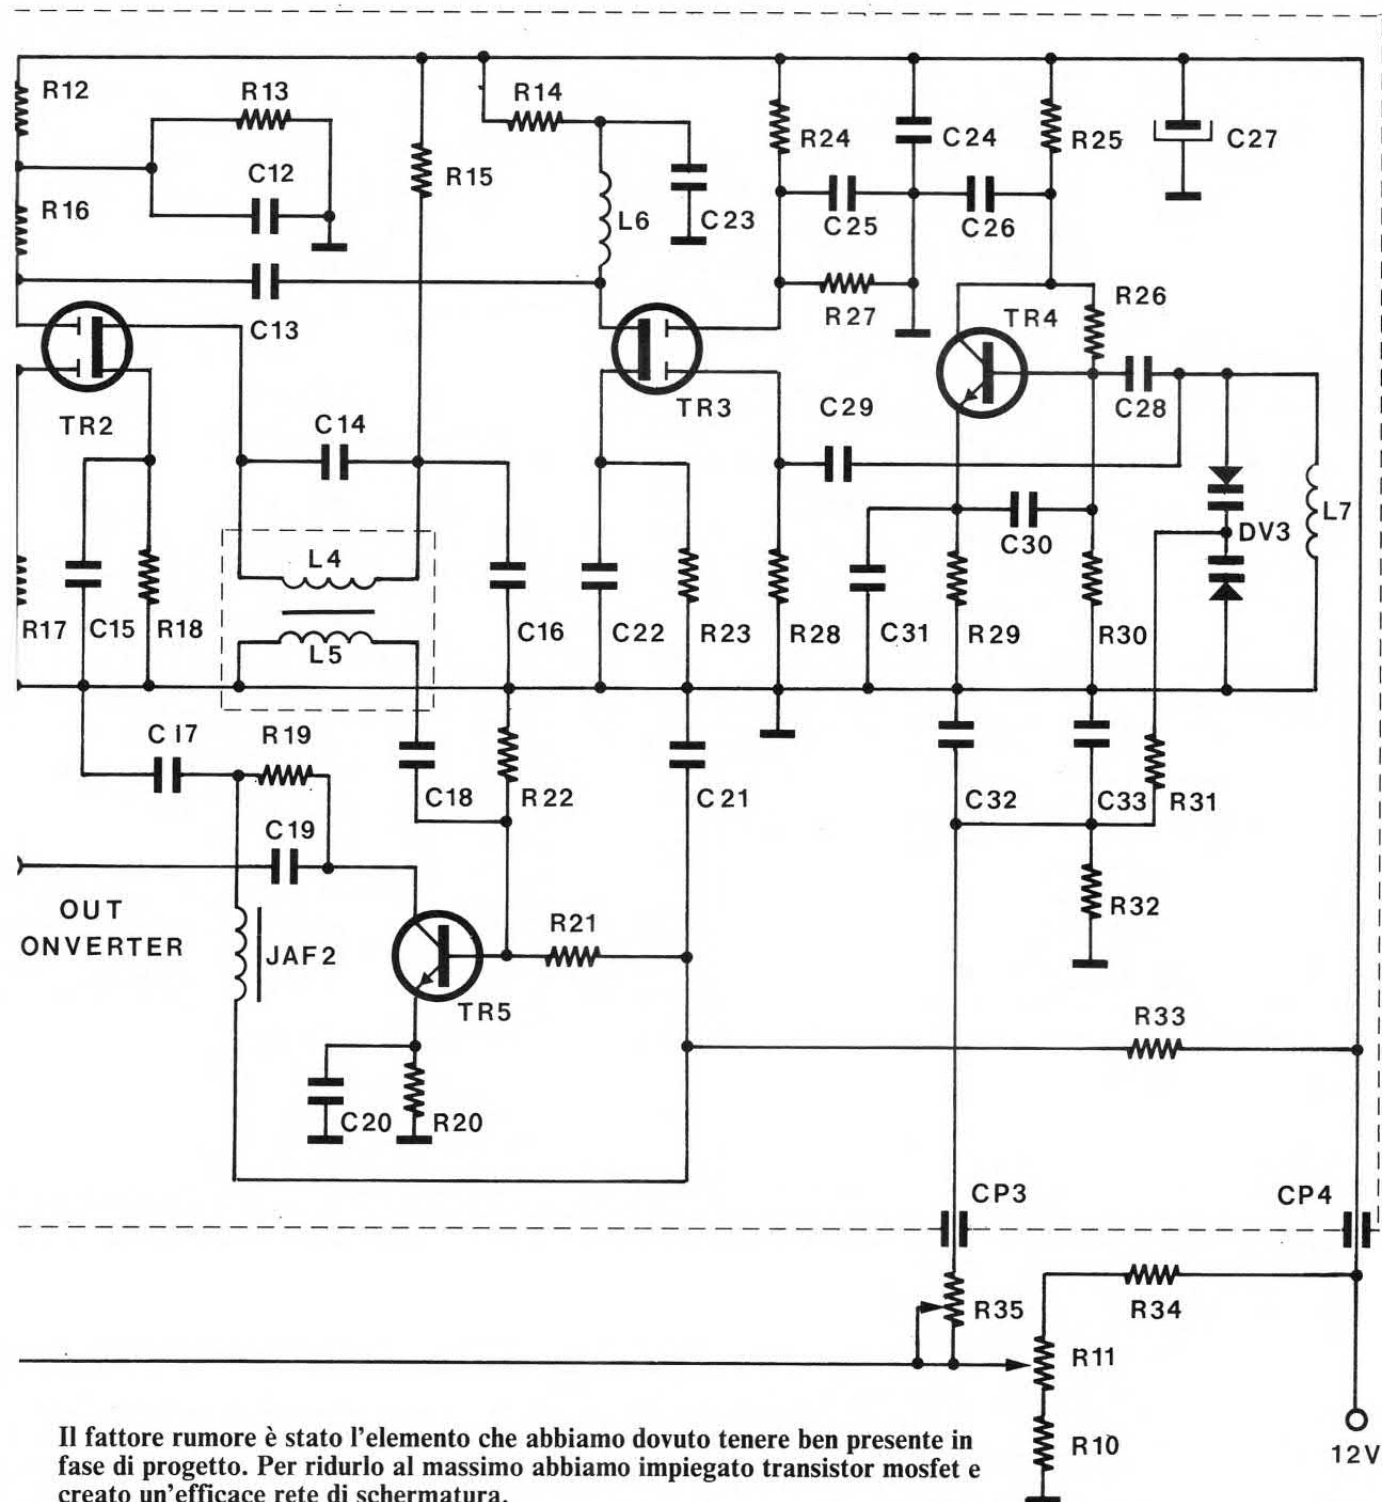 R12
R13
R14
R24
C24
R25
C27
C12
R15
R16
L6
C23
C25
C26
C13
R27
TR4
R26
TR2
TR3
C29
C28
C14
L4
C30
DV3
L7
R17
C15
R18
L5
C16
C22
R23
R28
C31
R29
R30
C17
R19
C18
R22
C21
C32
C33
R31
C19
OUT
ONVERTER
JAF2
R21
R32
TR5
R33
C20
R20
CP3
CP4
R35
R34
R11
R10
12V
Il fattore rumore è stato l'elemento che abbiamo dovuto tenere ben presente in
fase di progetto. Per ridurlo al massimo abbiamo impiegato transistor mosfet e
creato un'efficace rete di schermatura.